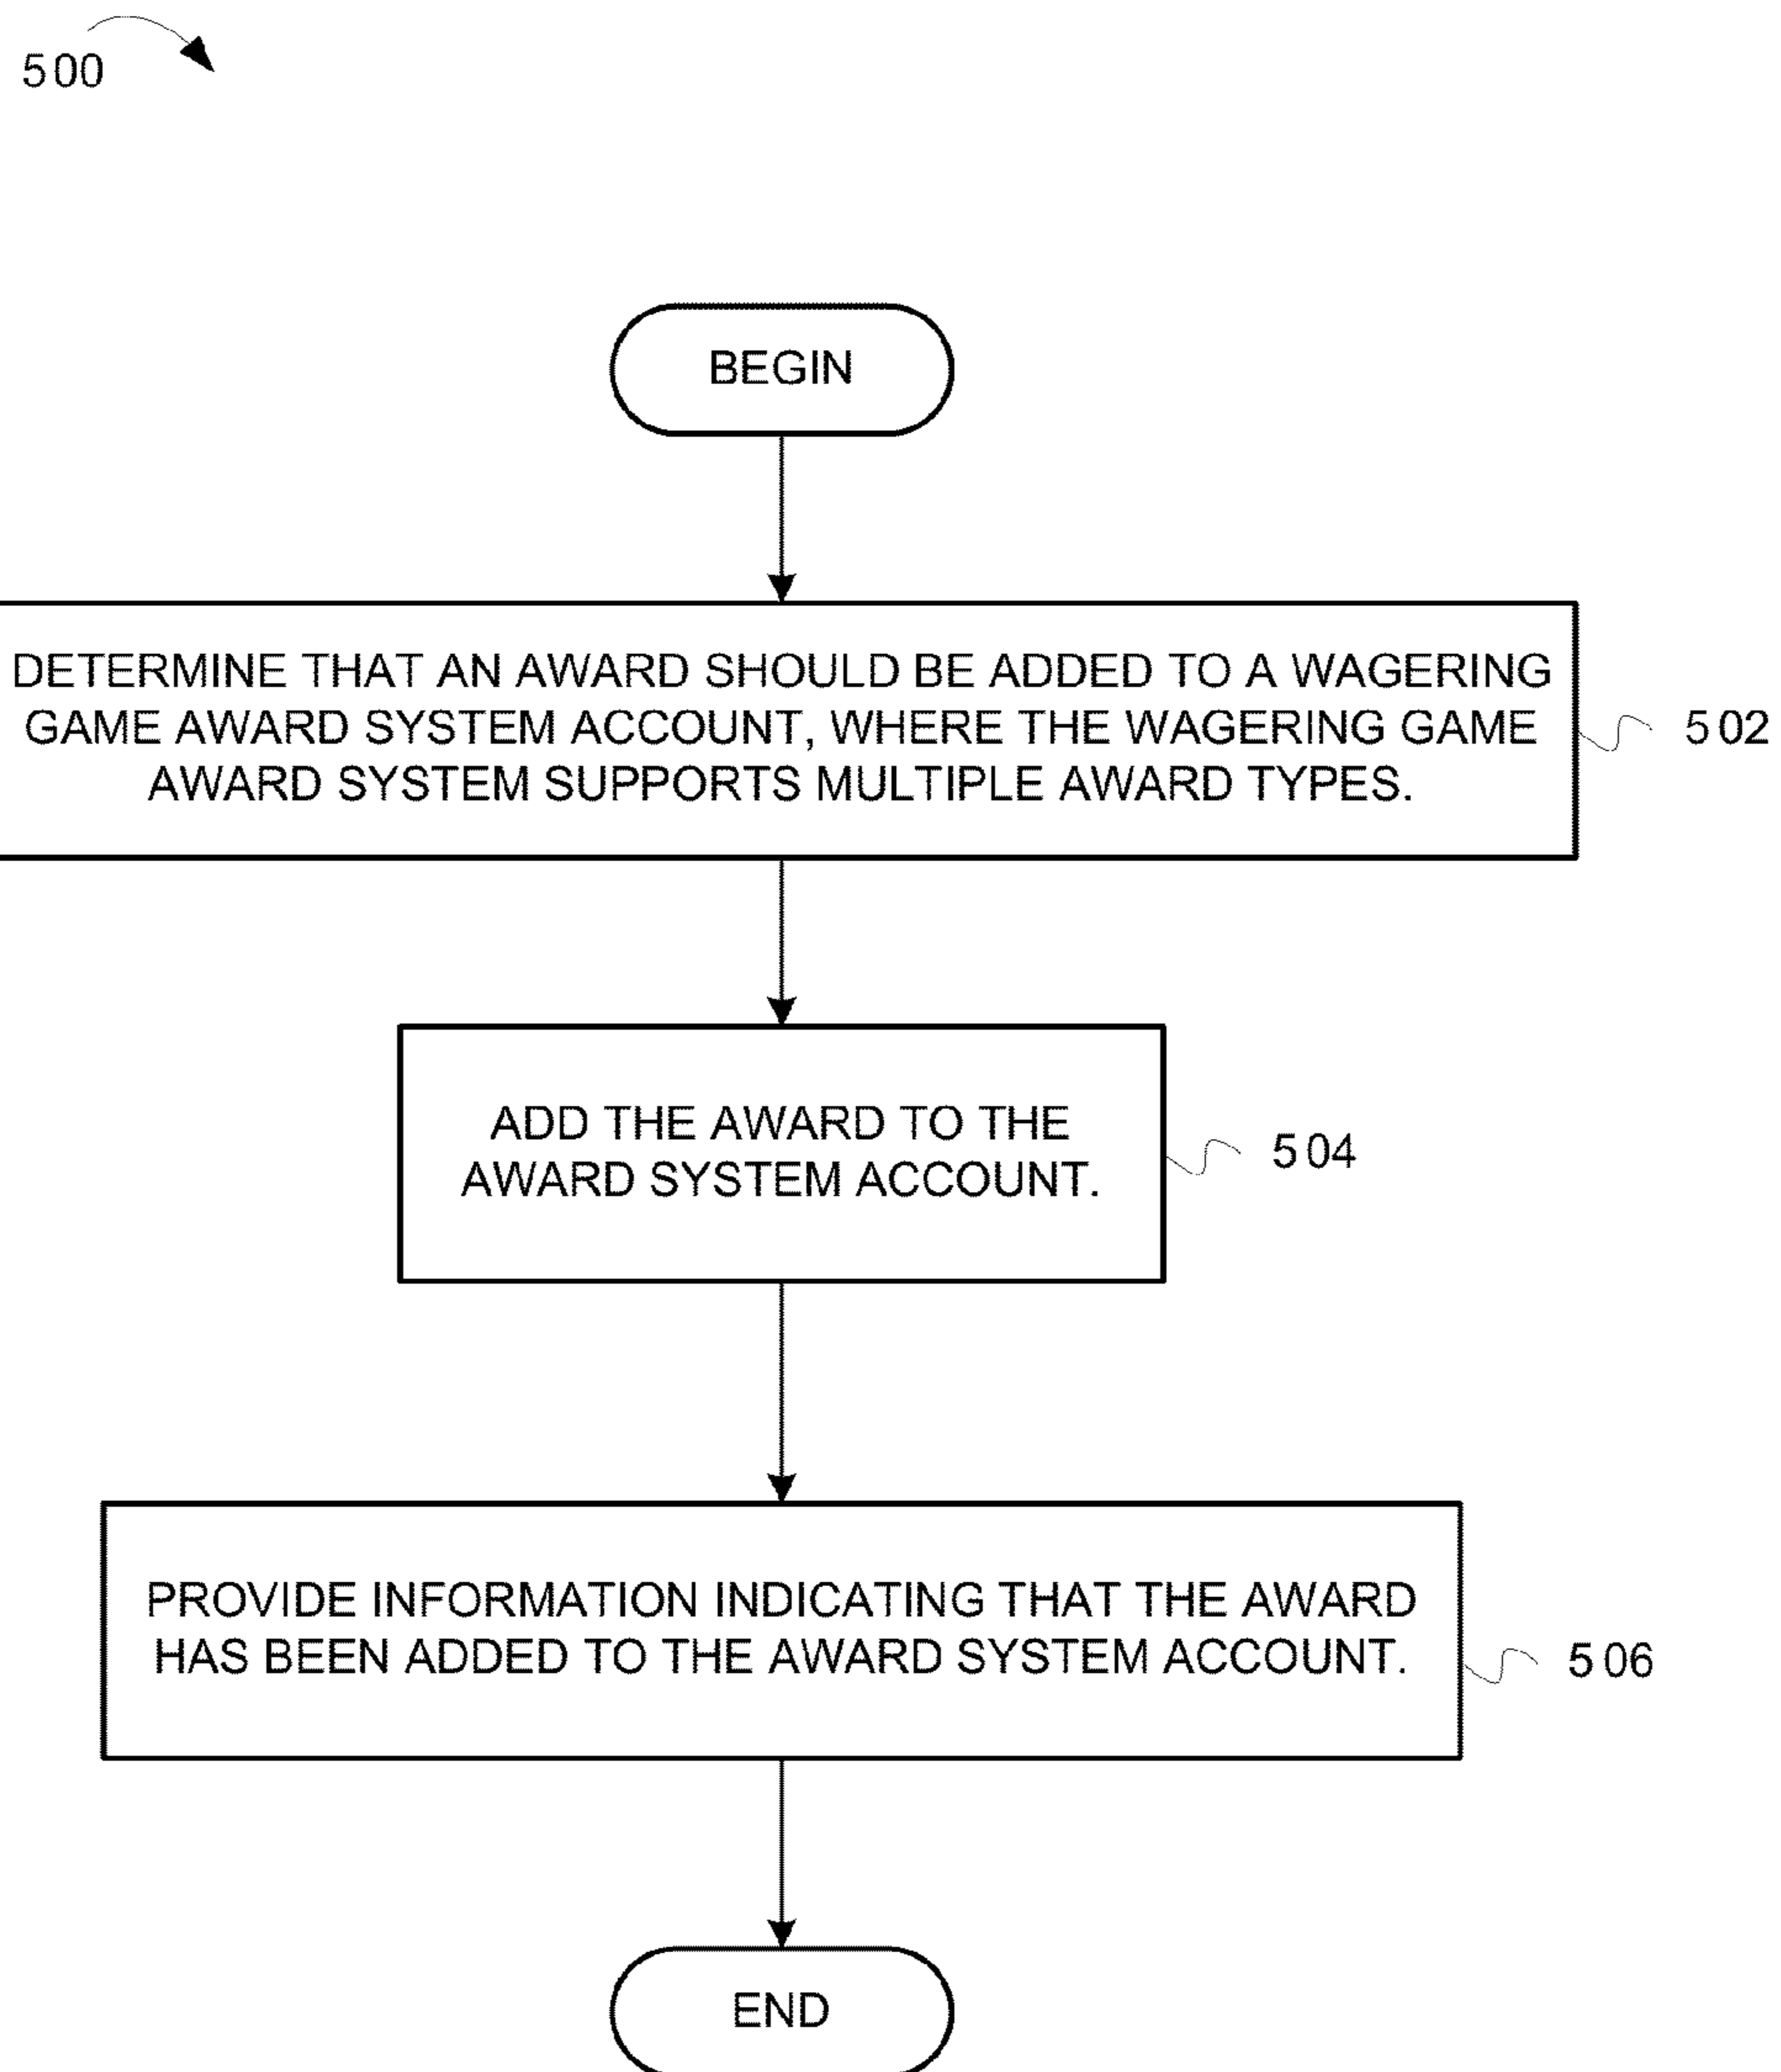 500
BEGIN
DETERMINE THAT AN AWARD SHOULD BE ADDED TO A WAGERING
GAME AWARD SYSTEM ACCOUNT, WHERE THE WAGERING GAME
AWARD SYSTEM SUPPORTS MULTIPLE AWARD TYPES.
502
ADD THE AWARD TO THE
AWARD SYSTEM ACCOUNT.
504
PROVIDE INFORMATION INDICATING THAT THE AWARD
HAS BEEN ADDED TO THE AWARD SYSTEM ACCOUNT.
506
END